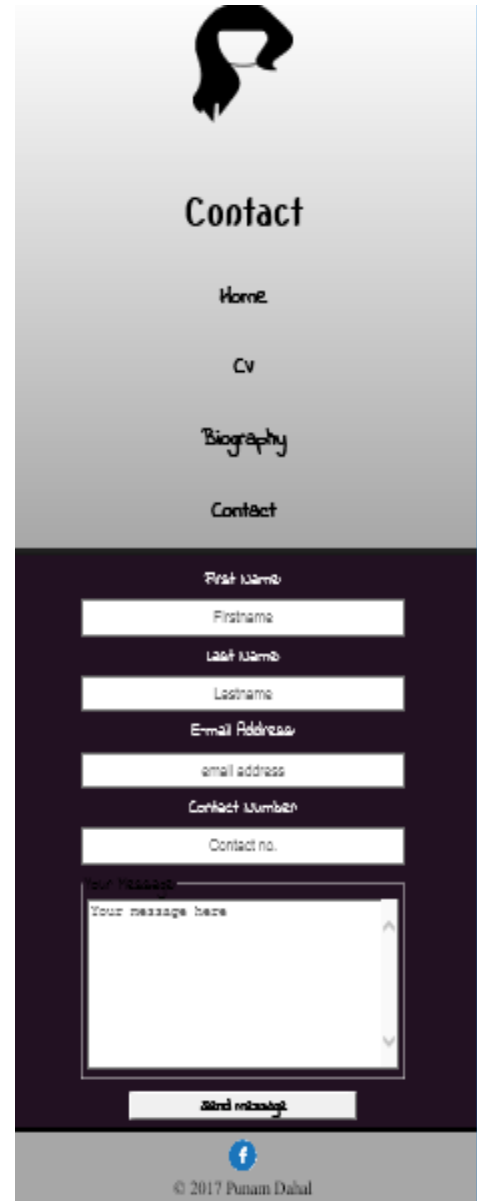 Contact
Home
Cv
Biography
Contact
First Name
Firstname
Last Name
Lastname
E-mail Address
email address
Contact Number
Contact no.
Your Message
Your message here
Send message
f
© 2017 Punam Dahal